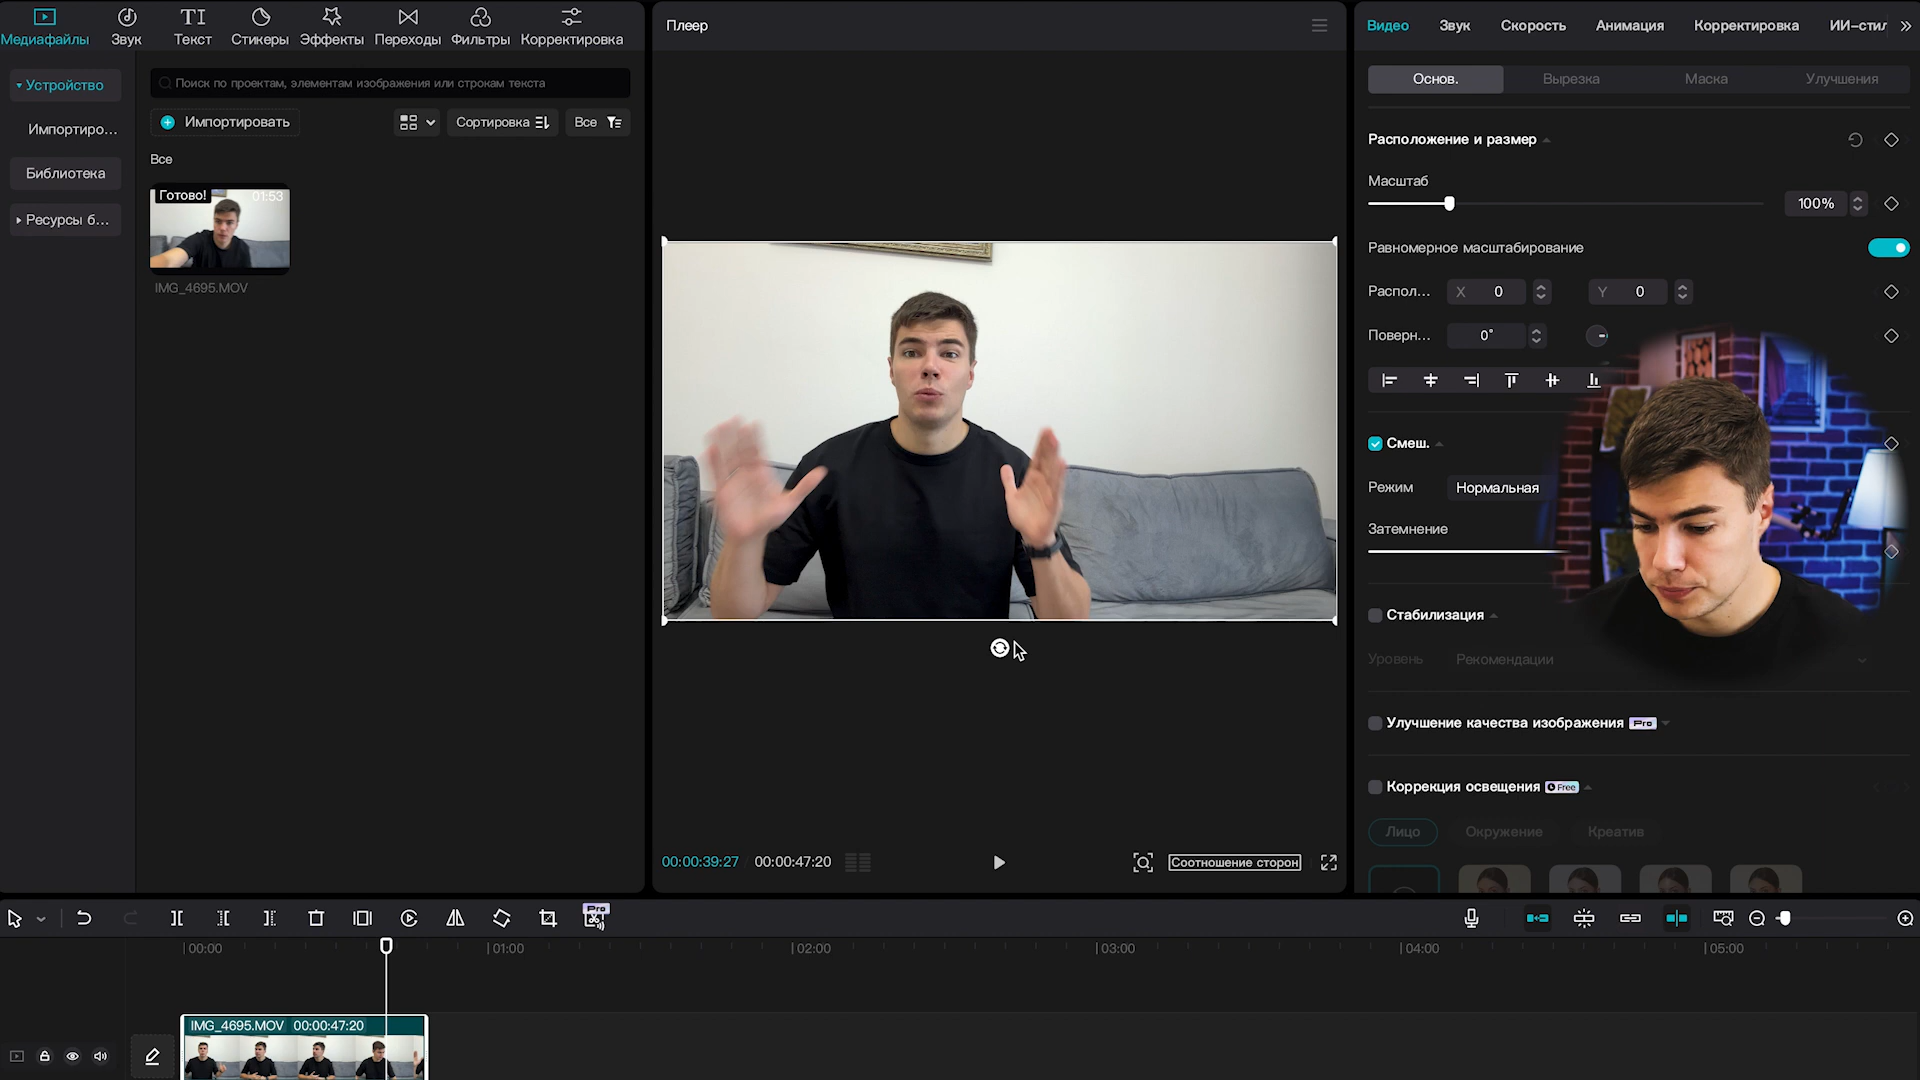 Медиафайлы
Звук
Текст
Стикеры
Эффекты
Переходы
Фильтры
Корректировка
Устройство
Импортиро...
Библиотека
Ресурсы б...
Поиск по проектам, элементам изображения или строкам текста
Импортировать
Сортировка
Все
Все
Готово!
01:53
IMG_4695.MOV
Плеер
00:00:39:27
00:00:47:20
Соотношение сторон
Видео
Звук
Скорость
Анимация
Корректировка
ИИ-стил
Основ.
Вырезка
Маска
Улучшения
Расположение и размер
Масштаб
100%
Равномерное масштабирование
Распол...
X 0
Y 0
Поверн...
0°
Смеш.
Режим
Нормальная
Затемнение
Стабилизация
Уровень
Рекомендации
Улучшение качества изображения
Pro
Коррекция освещения
Free
Лицо
Окружение
Креатив
Pro
00:00
01:00
02:00
03:00
04:00
05:00
IMG_4695.MOV 00:00:47:20